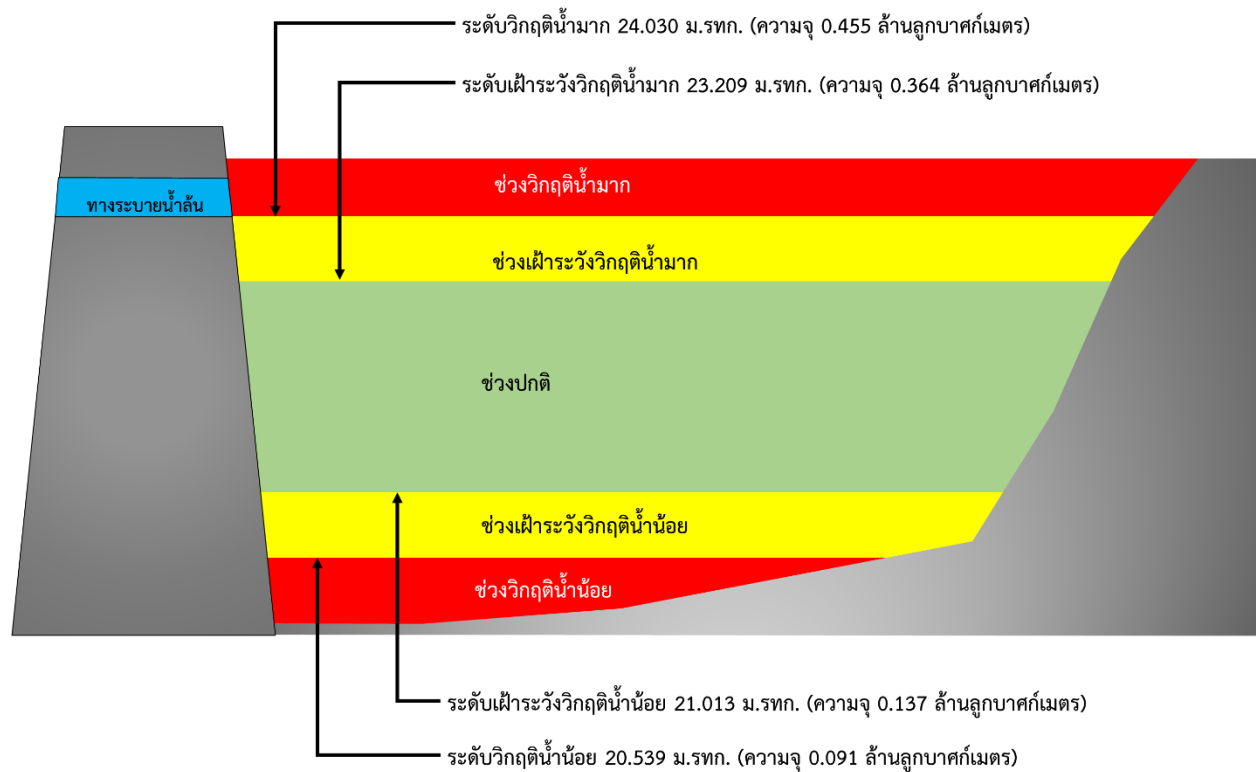 ระดับวิกฤติน้ำมาก 24.030 ม.รทก. (ความจุ 0.455 ล้านลูกบาศก์เมตร)
ระดับเฝ้าระวังวิกฤติน้ำมาก 23.209 ม.รทก. (ความจุ 0.364 ล้านลูกบาศก์เมตร)
ช่วงวิกฤติน้ำมาก
ทางระบายน้ำล้น
ช่วงเฝ้าระวังวิกฤติน้ำมาก
ช่วงปกติ
ช่วงเฝ้าระวังวิกฤติน้ำน้อย
ช่วงวิกฤติน้ำน้อย
ระดับเฝ้าระวังวิกฤติน้ำน้อย 21.013 ม.รทก. (ความจุ 0.137 ล้านลูกบาศก์เมตร)
ระดับวิกฤติน้ำน้อย 20.539 ม.รทก. (ความจุ 0.091 ล้านลูกบาศก์เมตร)